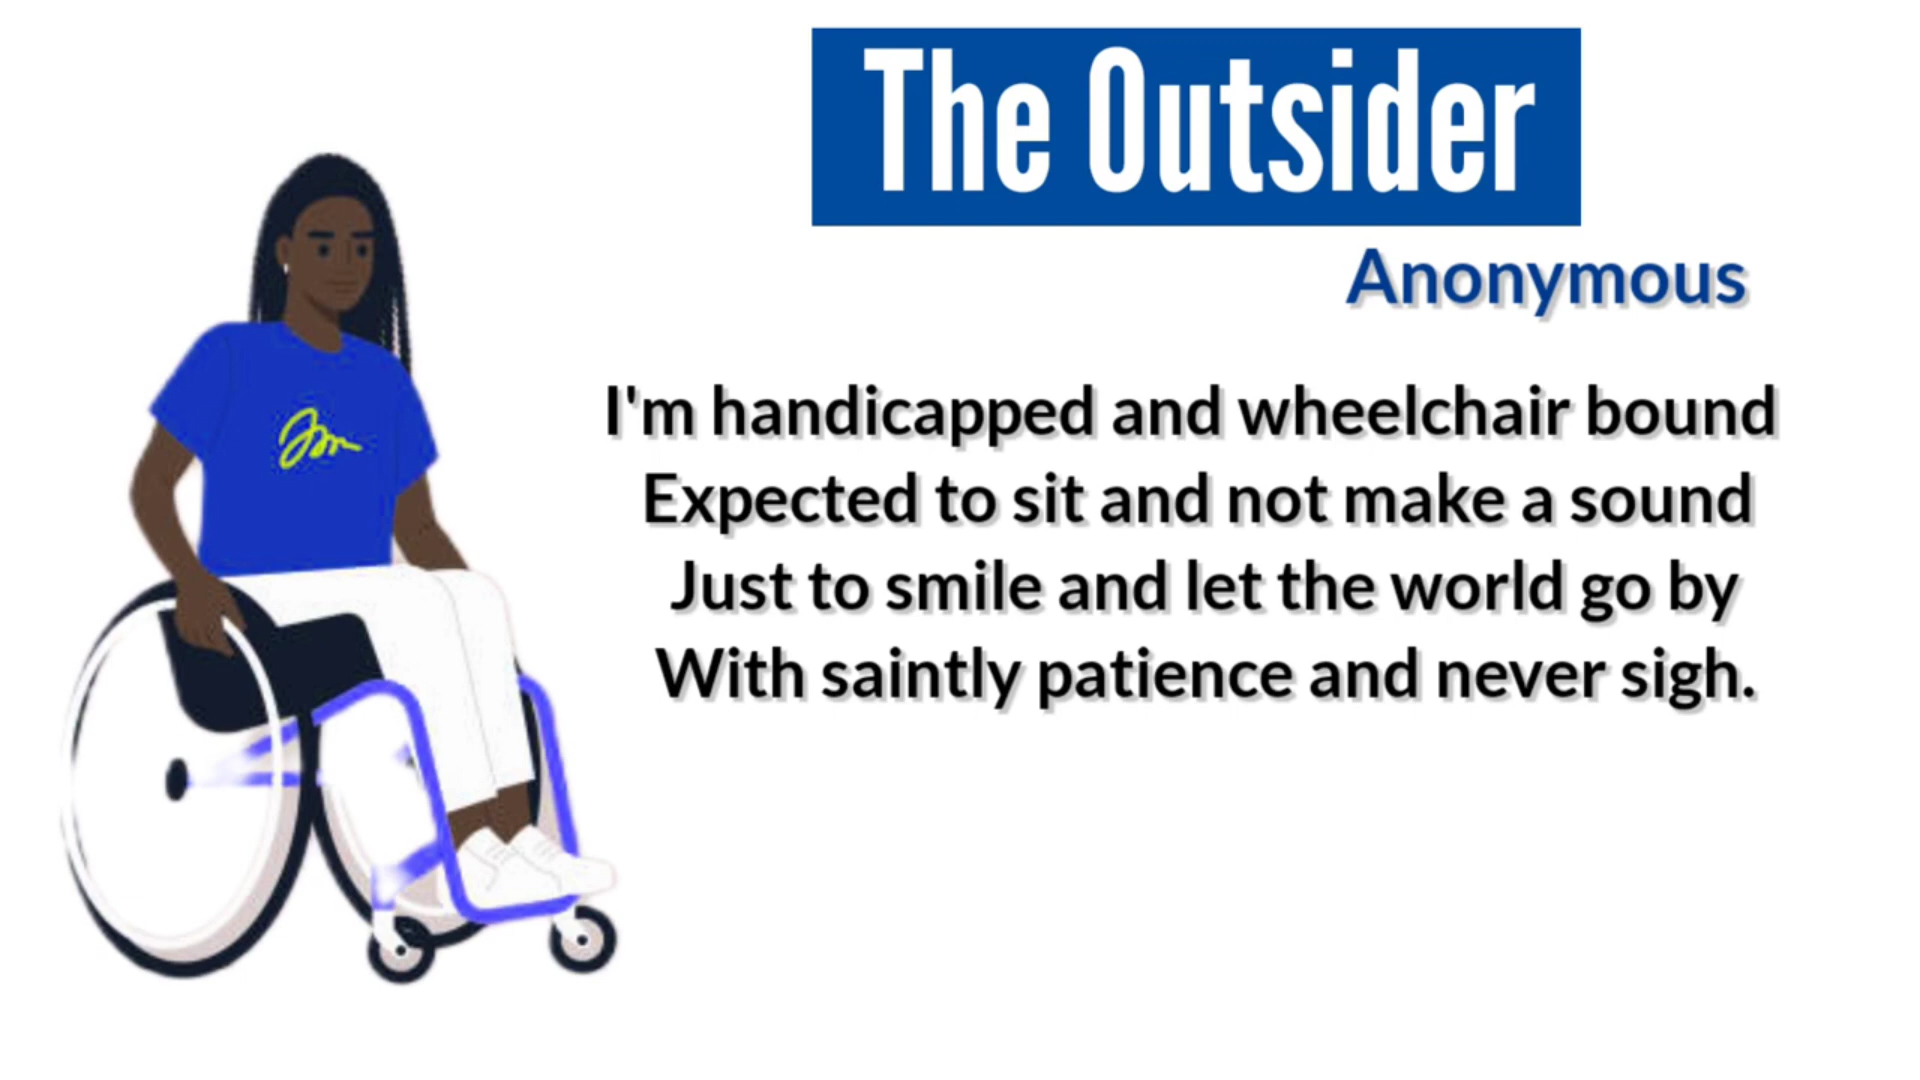 The Outsider
Anonymous
I'm handicapped and wheelchair bound
Expected to sit and not make a sound
Just to smile and let the world go by
With saintly patience and never sigh.